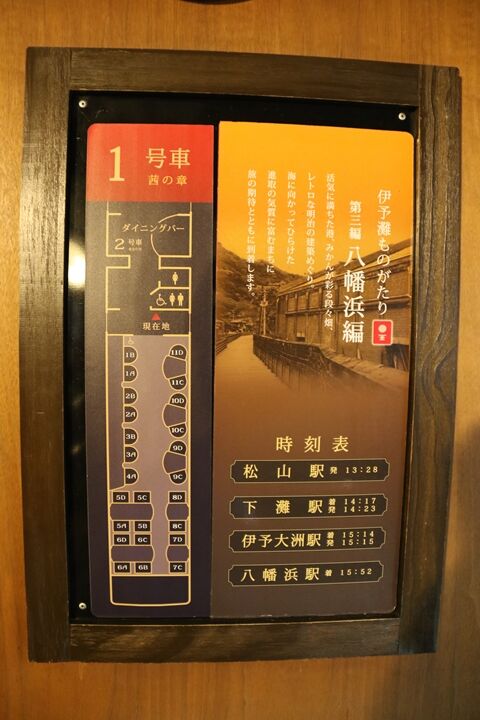 1 号車
茜の章
ダイニングバー
2号車
現在地
1B
1A
2B
2A
3B
3A
4A
11D
11C
10D
10C
9D
9C
5D 5C 8D
5A 5B 8C
6D 6C 7D
6A 6B 7C
伊予灘ものがたり
第三編 八幡浜編
活気に満ちた港、みかんが彩る段々畑、
レトロな明治の建築めぐり。
海に向かってひらけた
進取の気質に富むまちに
旅の期待とともに到着します。
時刻表
松山駅 発 13:28
下灘駅 着 14:17
発 14:23
伊予大洲駅 着 15:14
発 15:15
八幡浜駅 着 15:52